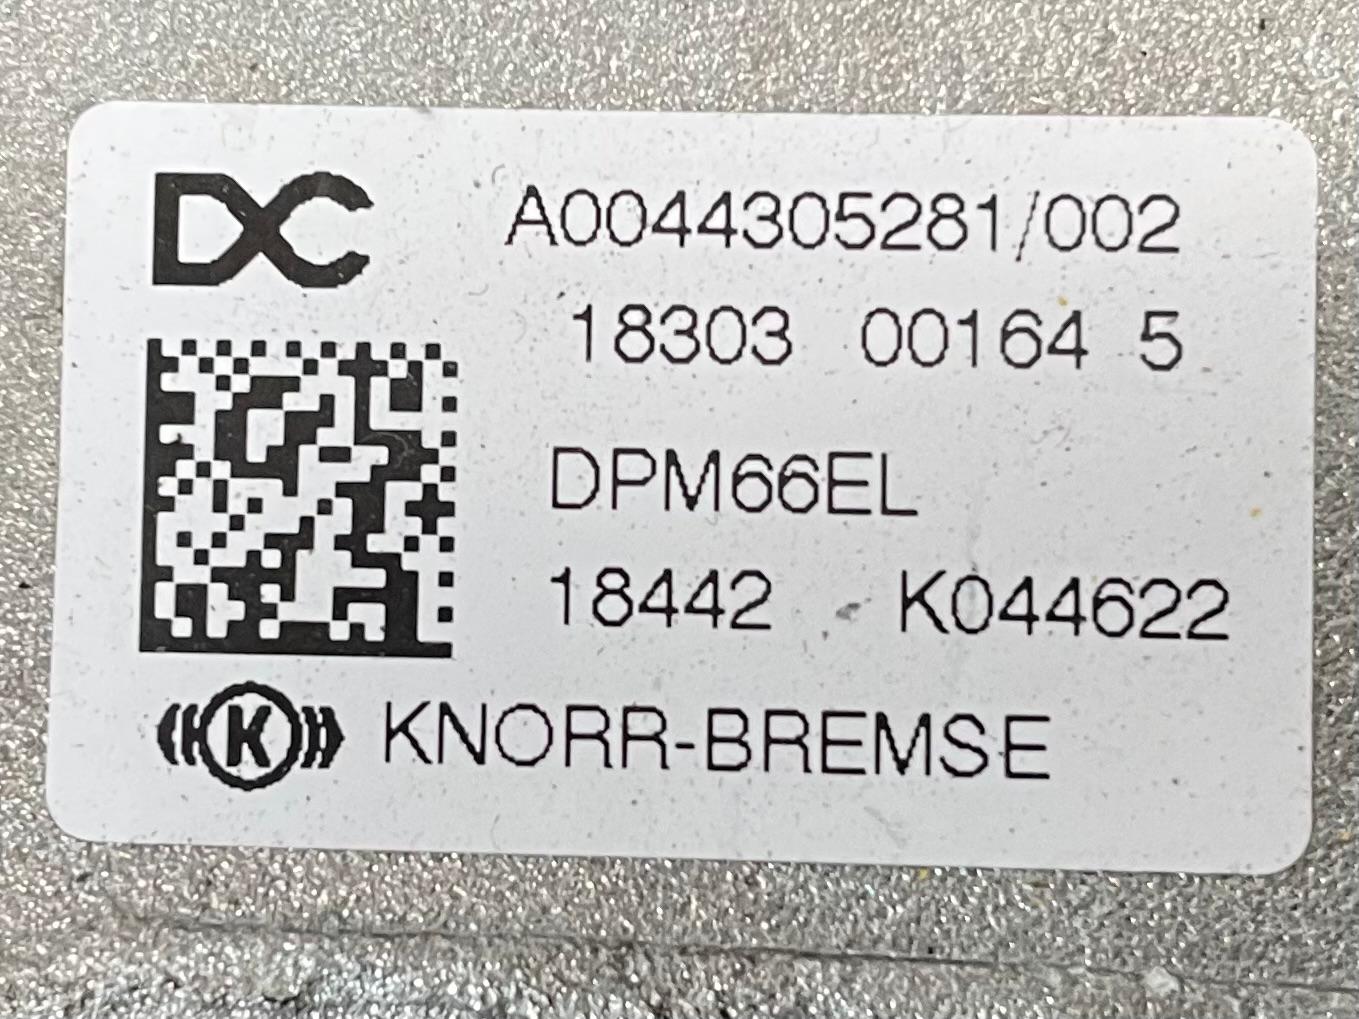 DC A0044305281/002
18303 00164 5
DPM66EL
18442 K044622
K KNORR-BREMSE